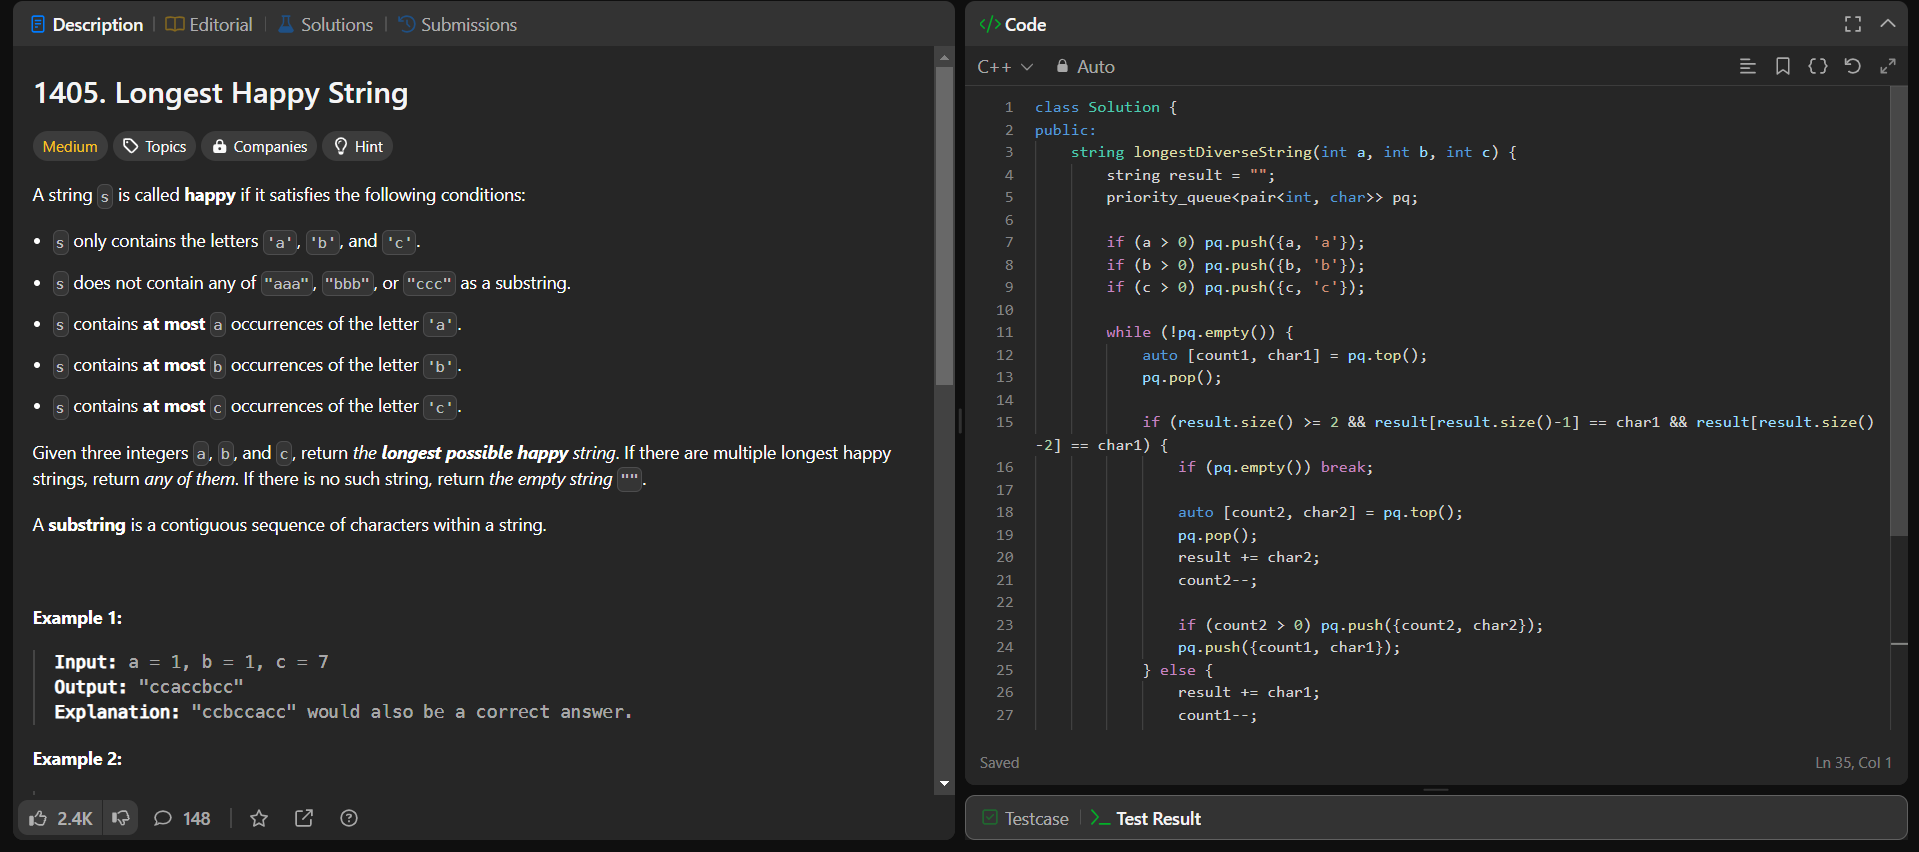 Description | Editorial | Solutions | Submissions
1405. Longest Happy String
Medium Topics Companies Hint
A string s is called happy if it satisfies the following conditions:
• s only contains the letters 'a', 'b', and 'c'.
• s does not contain any of "aaa", "bbb", or "ccc" as a substring.
• s contains at most a occurrences of the letter 'a'.
• s contains at most b occurrences of the letter 'b'.
• s contains at most c occurrences of the letter 'c'.
Given three integers a, b, and c, return the longest possible happy string. If there are multiple longest happy
strings, return any of them. If there is no such string, return the empty string "".
A substring is a contiguous sequence of characters within a string.
Example 1:
Input: a = 1, b = 1, c = 7
Output: "ccaccbcc"
Explanation: "ccbccacc" would also be a correct answer.
Example 2:
2.4K 148
</> Code
C++ Auto
1 class Solution {
2 public:
3     string longestDiverseString(int a, int b, int c) {
4         string result = "";
5         priority_queue<pair<int, char>> pq;
6
7         if (a > 0) pq.push({a, 'a'});
8         if (b > 0) pq.push({b, 'b'});
9         if (c > 0) pq.push({c, 'c'});
10
11         while (!pq.empty()) {
12             auto [count1, char1] = pq.top();
13             pq.pop();
14
15             if (result.size() >= 2 && result[result.size()-1] == char1 && result[result.size()
-2] == char1) {
16                 if (pq.empty()) break;
17
18                 auto [count2, char2] = pq.top();
19                 pq.pop();
20                 result += char2;
21                 count2--;
22
23                 if (count2 > 0) pq.push({count2, char2});
24                 pq.push({count1, char1});
25             } else {
26                 result += char1;
27                 count1--;
Saved Ln 35, Col 1
Testcase | >_ Test Result